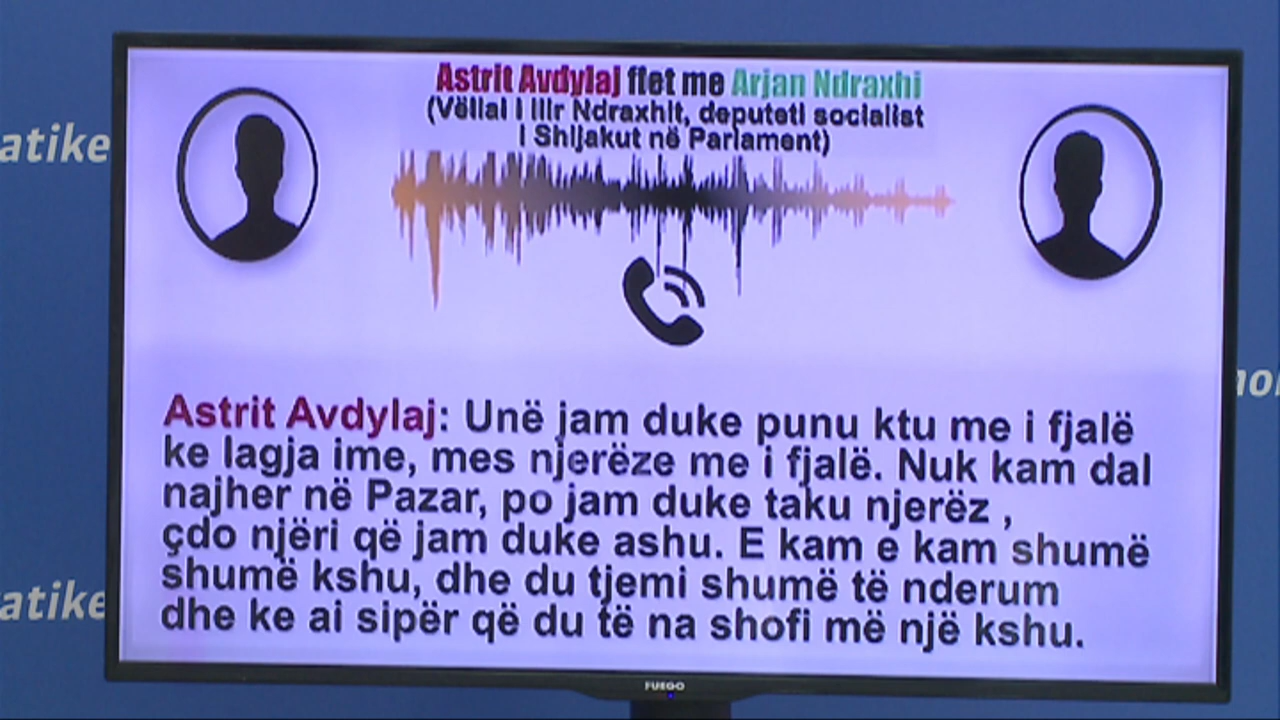 Astrit Avdylaj flet me Arjan Ndraxhi
(Vëllai i Ilir Ndraxhit, deputeti socialist
i Shijakut në Parlament)
atike
Astrit Avdylaj: Unë jam duke punu ktu me i fjalë
ke lagja ime, mes njerëze me i fjalë. Nuk kam dal
najher në Pazar, po jam duke taku njerëz ,
çdo njëri që jam duke ashu. E kam e kam shumë
shumë kshu, dhe du tjemi shumë të nderum
dhe ke ai sipër që du të na shofi më një kshu.
atike
FUEGO